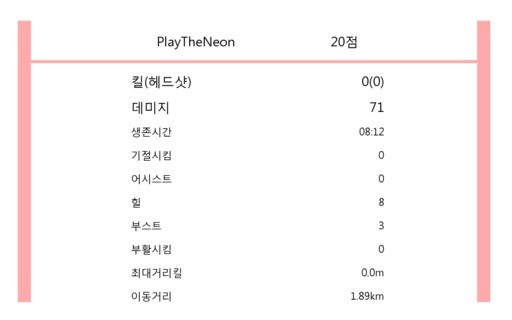 PlayTheNeon 20점
킬(헤드샷) 0(0)
데미지 71
생존시간 08:12
기절시킴 0
어시스트 0
힐 8
부스트 3
부활시킴 0
최대거리킬 0.0m
이동거리 1.89km